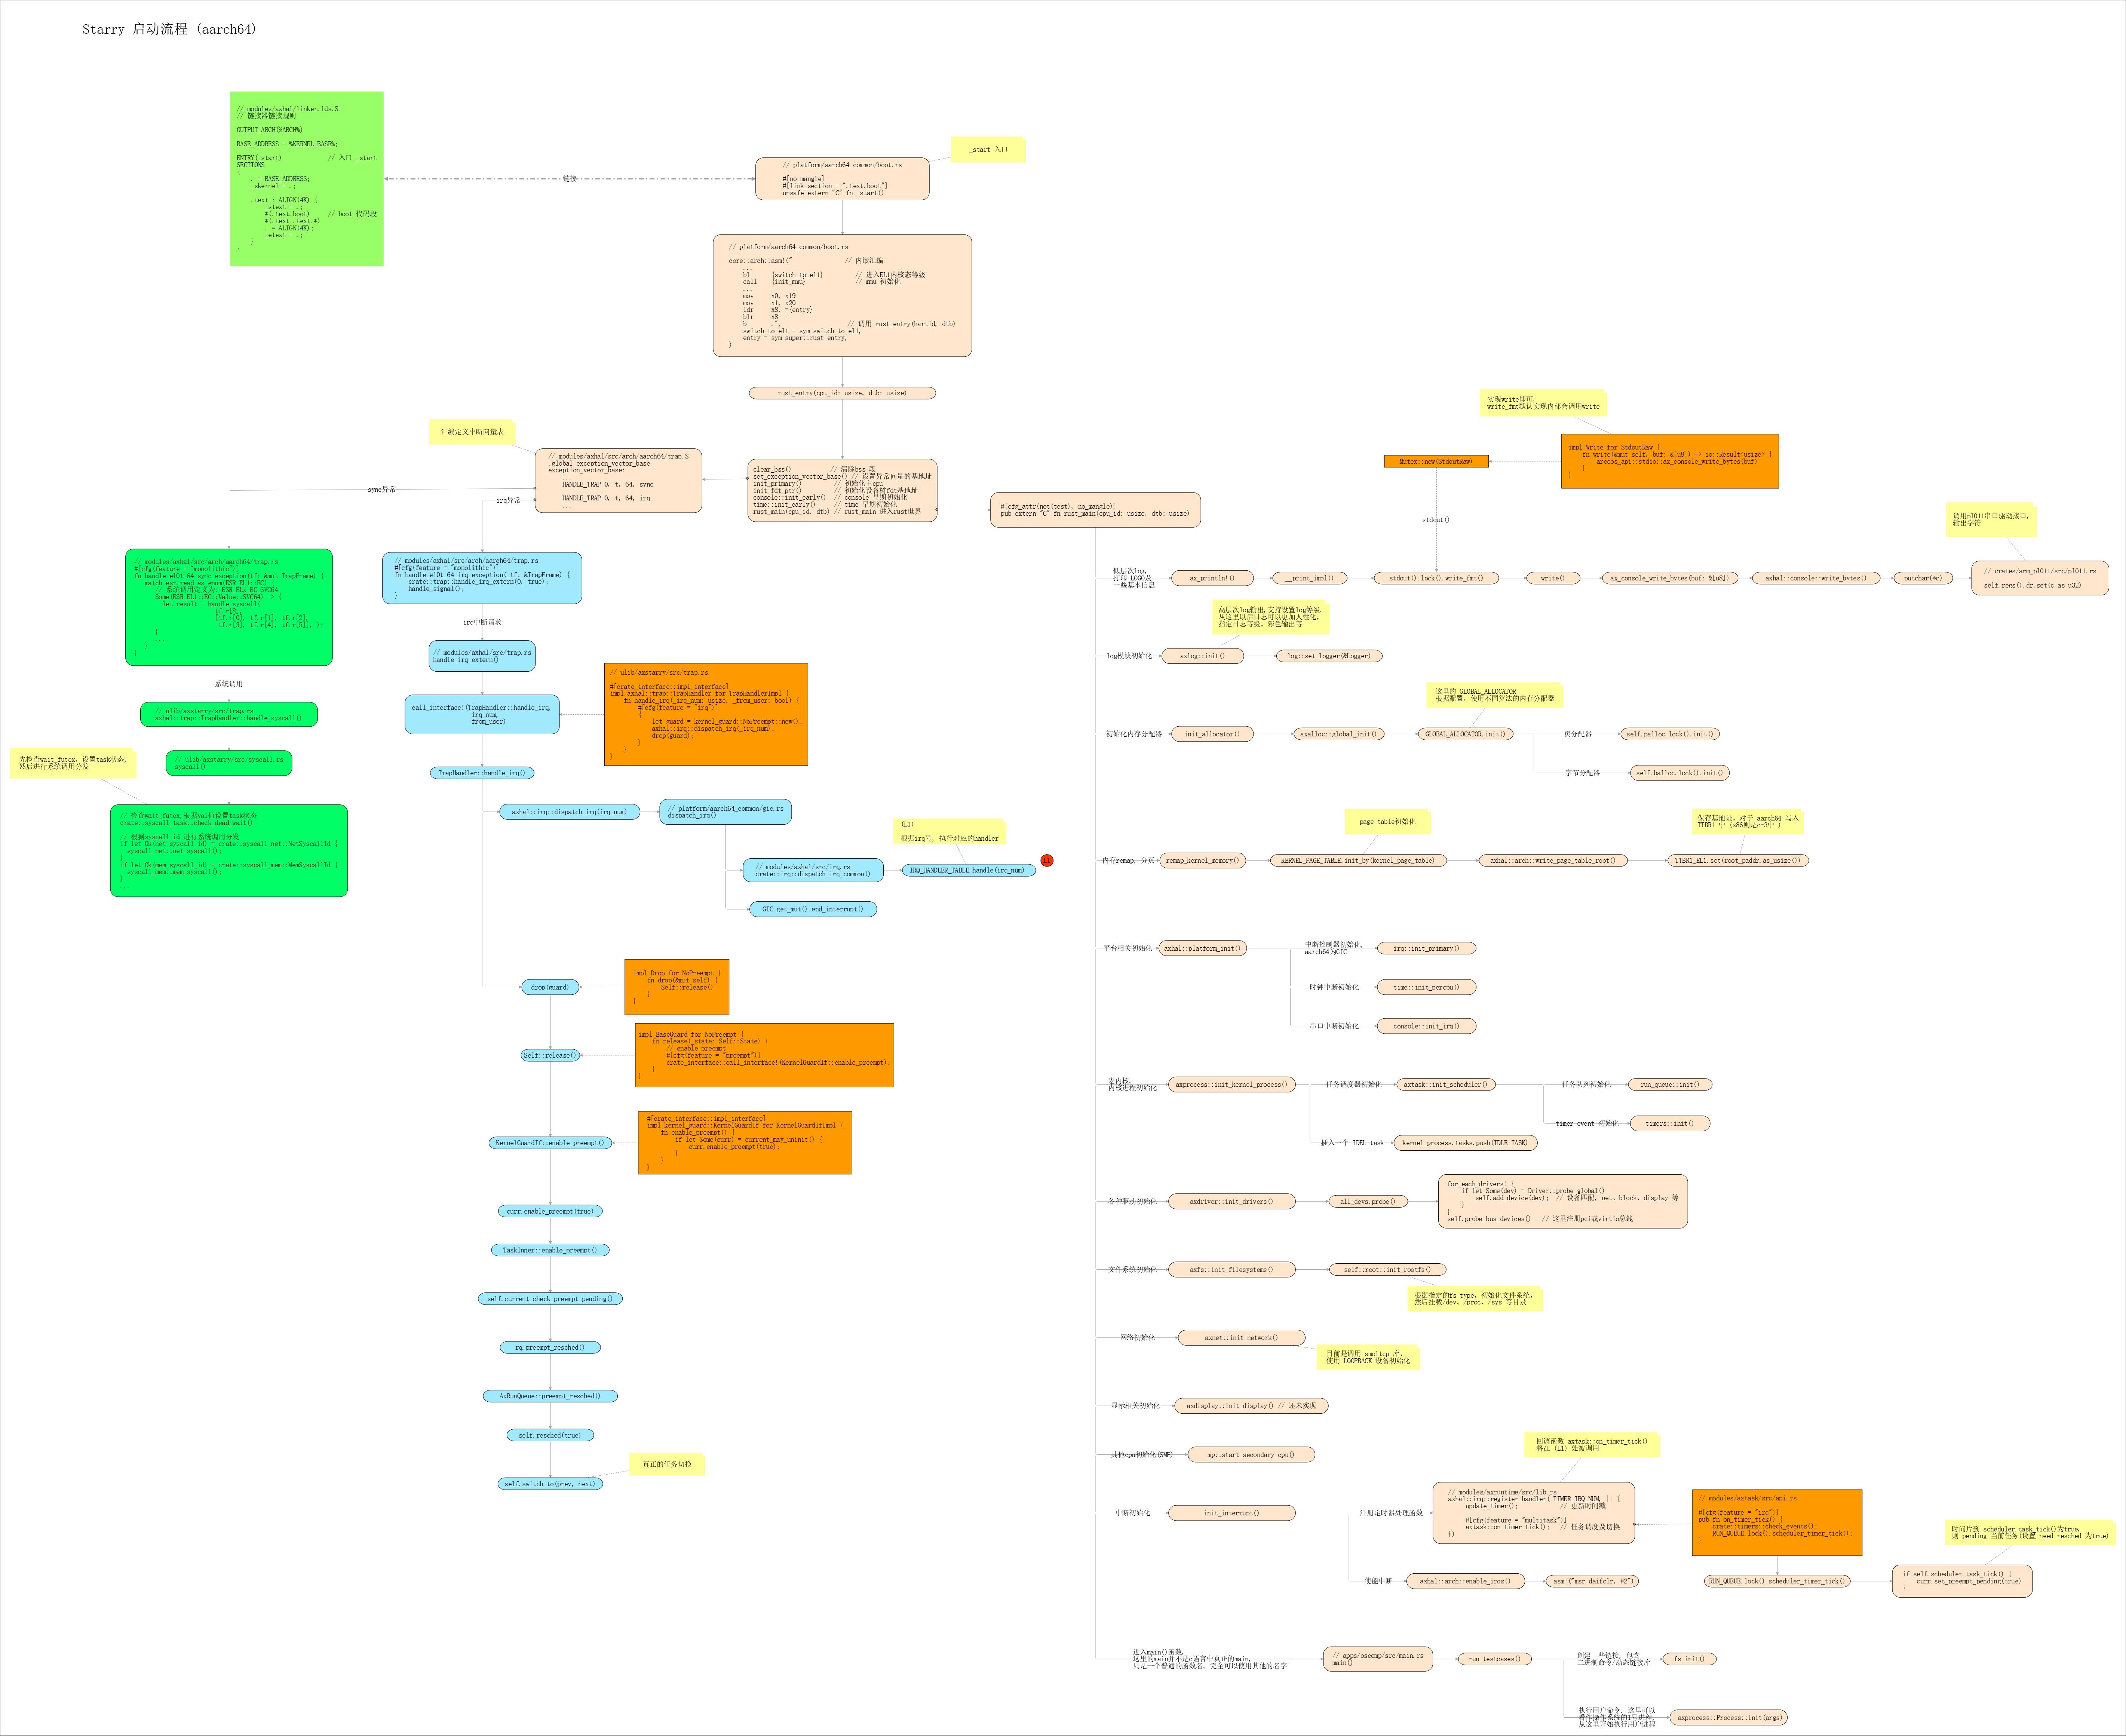 Starry 启动流程 (aarch64)
// modules/axhal/linker.lds.S
// 链接器链接规则
OUTPUT_ARCH(%ARCH%)
BASE_ADDRESS = %KERNEL_BASE%;
ENTRY(_start) // 入口 _start
SECTIONS
{
. = BASE_ADDRESS;
_skernel = .;
.text : ALIGN(4K) {
_stext = .;
*(.text.boot) // boot 代码段
*(.text .text.*)
. = ALIGN(4K);
_etext = .;
}
}
链接
// platform/aarch64_common/boot.rs
#[no_mangle]
#[link_section = ".text.boot"]
unsafe extern "C" fn _start()
_start 入口
// platform/aarch64_common/boot.rs
core::arch::asm!(" // 内嵌汇编
...
bl {switch_to_el1} // 进入EL1内核态等级
call {init_mmu} // mmu 初始化
...
mov x0, x19
mov x1, x20
ldr x8, ={entry}
blr x8
b .", // 调用 rust_entry(hartid, dtb)
switch_to_el1 = sym switch_to_el1,
entry = sym super::rust_entry,
)
rust_entry(cpu_id: usize, dtb: usize)
clear_bss() // 清除bss 段
set_exception_vector_base() // 设置异常向量的基地址
init_primary() // 初始化主cpu
init_fdt_ptr() // 初始化设备树fdt基地址
console::init_early() // console 早期初始化
time::init_early() // time 早期初始化
rust_main(cpu_id, dtb) // rust_main 进入rust世界
汇编定义中断向量表
// modules/axhal/src/arch/aarch64/trap.S
.global exception_vector_base
exception_vector_base:
...
HANDLE_TRAP 0, t, 64, sync
HANDLE_TRAP 0, t, 64, irq
...
sync异常
irq异常
// modules/axhal/src/arch/aarch64/trap.rs
#[cfg(feature = "monolithic")]
fn handle_el0t_64_sync_exception(tf: &mut TrapFrame) {
match esr.read_as_enum(ESR_EL1::EC) {
// 系统调用定义为: ESR_ELx_EC_SVC64
Some(ESR_EL1::EC::Value::SVC64) => {
let result = handle_syscall(
tf.r[8],
[tf.r[0], tf.r[1], tf.r[2],
tf.r[3], tf.r[4], tf.r[5]], );
}
...
}
}
系统调用
// ulib/axstarry/src/trap.rs
axhal::trap::TrapHandler::handle_syscall()
// ulib/axstarry/src/syscall.rs
syscall()
先检查wait_futex，设置task状态，
然后进行系统调用分发
// 检查wait_futes,根据val值设置task状态
crate::syscall_task::check_dead_wait()
// 根据syscall_id 进行系统调用分发
if let Ok(net_syscall_id) = crate::syscall_net::NetSyscallId {
syscall_net::net_syscall();
}
if let Ok(mem_syscall_id) = crate::syscall_mem::MemSyscallId {
syscall_mem::mem_syscall();
}
...
// modules/axhal/src/arch/aarch64/trap.rs
#[cfg(feature = "monolithic")]
fn handle_el0t_64_irq_exception(_tf: &TrapFrame) {
crate::trap::handle_irq_extern(0, true);
handle_signal();
}
irq中断请求
// modules/axhal/src/trap.rs
handle_irq_extern()
call_interface!(TrapHandler::handle_irq,
irq_num,
from_user)
// ulib/axstarry/src/trap.rs
#[crate_interface::impl_interface]
impl axhal::trap::TrapHandler for TrapHandlerImpl {
fn handle_irq(_irq_num: usize, _from_user: bool) {
#[cfg(feature = "irq")]
{
let guard = kernel_guard::NoPreempt::new();
axhal::irq::dispatch_irq(_irq_num);
drop(guard);
}
}
}
TrapHandler::handle_irq()
axhal::irq::dispatch_irq(irq_num)
// platform/aarch64_common/gic.rs
dispatch_irq()
(L1)
根据irq号, 执行对应的handler
// modules/axhal/src/irq.rs
crate::irq::dispatch_irq_common()
IRQ_HANDLER_TABLE.handle(irq_num)
L1
GIC.get_mut().end_interrupt()
drop(guard)
impl Drop for NoPreempt {
fn drop(&mut self) {
Self::release()
}
}
Self::release()
impl BaseGuard for NoPreempt {
fn release(_state: Self::State) {
// enable preempt
#[cfg(feature = "preempt")]
crate_interface::call_interface!(KernelGuardIf::enable_preempt);
}
}
KernelGuardIf::enable_preempt()
#[crate_interface::impl_interface]
impl kernel_guard::KernelGuardIf for KernelGuardIfImpl {
fn enable_preempt() {
if let Some(curr) = current_may_uninit() {
curr.enable_preempt(true);
}
}
}
curr.enable_preempt(true)
TaskInner::enable_preempt()
self.current_check_preempt_pending()
rq.preempt_resched()
AxRunQueue::preempt_resched()
self.resched(true)
真正的任务切换
self.switch_to(prev, next)
#[cfg_attr(not(test), no_mangle)]
pub extern "C" fn rust_main(cpu_id: usize, dtb: usize)
实现write即可,
write_fmt默认实现内部会调用write
impl Write for StdoutRaw {
fn write(&mut self, buf: &[u8]) -> io::Result<usize> {
arceos_api::stdio::ax_console_write_bytes(buf)
}
}
Mutex::new(StdoutRaw)
stdout()
调用pl011串口驱动接口,
输出字符
低层次log,
打印 LOGO及
一些基本信息
ax_println!()
__print_impl()
stdout().lock().write_fmt()
write()
ax_console_write_bytes(buf: &[u8])
axhal::console::write_bytes()
putchar(*c)
// crates/arm_pl011/src/pl011.rs
self.regs().dr.set(c as u32)
高层次log输出,支持设置log等级.
从这里以后日志可以更加人性化,
指定日志等级、彩色输出等
log模块初始化
axlog::init()
log::set_logger(&Logger)
这里的 GLOBAL_ALLOCATOR
根据配置, 使用不同算法的内存分配器
初始化内存分配器
init_allocator()
axalloc::global_init()
GLOBAL_ALLOCATOR.init()
页分配器
self.palloc.lock().init()
字节分配器
self.balloc.lock().init()
page table初始化
保存基地址, 对于 aarch64 写入
TTBR1 中 (x86则是cr3中 )
内存remap, 分页
remap_kernel_memory()
KERNEL_PAGE_TABLE.init_by(kernel_page_table)
axhal::arch::write_page_table_root()
TTBR1_EL1.set(root_paddr.as_usize())
平台相关初始化
axhal::platform_init()
中断控制器初始化,
aarch64为GIC
irq::init_primary()
时钟中断初始化
time::init_percpu()
串口中断初始化
console::init_irq()
宏内核,
内核进程初始化
axprocess::init_kernel_process()
任务调度器初始化
axtask::init_scheduler()
任务队列初始化
run_queue::init()
timer event 初始化
timers::init()
插入一个 IDEL task
kernel_process.tasks.push(IDLE_TASK)
各种驱动初始化
axdriver::init_drivers()
all_devs.probe()
for_each_drivers! {
if let Some(dev) = Driver::probe_global()
self.add_device(dev); // 设备匹配, net、block、display 等
}
}
self.probe_bus_devices() // 这里注册pci或virtio总线
文件系统初始化
axfs::init_filesystems()
self::root::init_rootfs()
根据指定的fs type, 初始化文件系统,
然后挂载/dev、/proc、/sys 等目录
网络初始化
axnet::init_network()
目前是调用 smoltcp 库,
使用 LOOPBACK 设备初始化
显示相关初始化
axdisplay::init_display() // 还未实现
其他cpu初始化(SMP)
mp::start_secondary_cpu()
回调函数 axtask::on_timer_tick()
将在 (L1) 处被调用
中断初始化
init_interrupt()
注册定时器处理函数
// modules/axruntime/src/lib.rs
axhal::irq::register_handler( TIMER_IRQ_NUM, || {
update_timer(); // 更新时间戳
#[cfg(feature = "multitask")]
axtask::on_timer_tick(); // 任务调度及切换
})
// modules/axtask/src/api.rs
#[cfg(feature = "irq")]
pub fn on_timer_tick() {
crate::timers::check_events();
RUN_QUEUE.lock().scheduler_timer_tick();
}
时间片到 scheduler.task_tick()为true,
则 pending 当前任务(设置 need_resched 为true)
使能中断
axhal::arch::enable_irqs()
asm!("msr daifclr, #2")
RUN_QUEUE.lock().scheduler_timer_tick()
if self.scheduler.task_tick() {
curr.set_preempt_pending(true)
}
进入main()函数,
这里的main并不是c语言中真正的main,
只是一个普通的函数名, 完全可以使用其他的名字
// apps/oscomp/src/main.rs
main()
run_testcases()
创建一些链接, 包含
二进制命令/动态链接库
fs_init()
执行用户命令, 这里可以
看作操作系统的1号进程,
从这里开始执行用户进程
axprocess::Process::init(args)